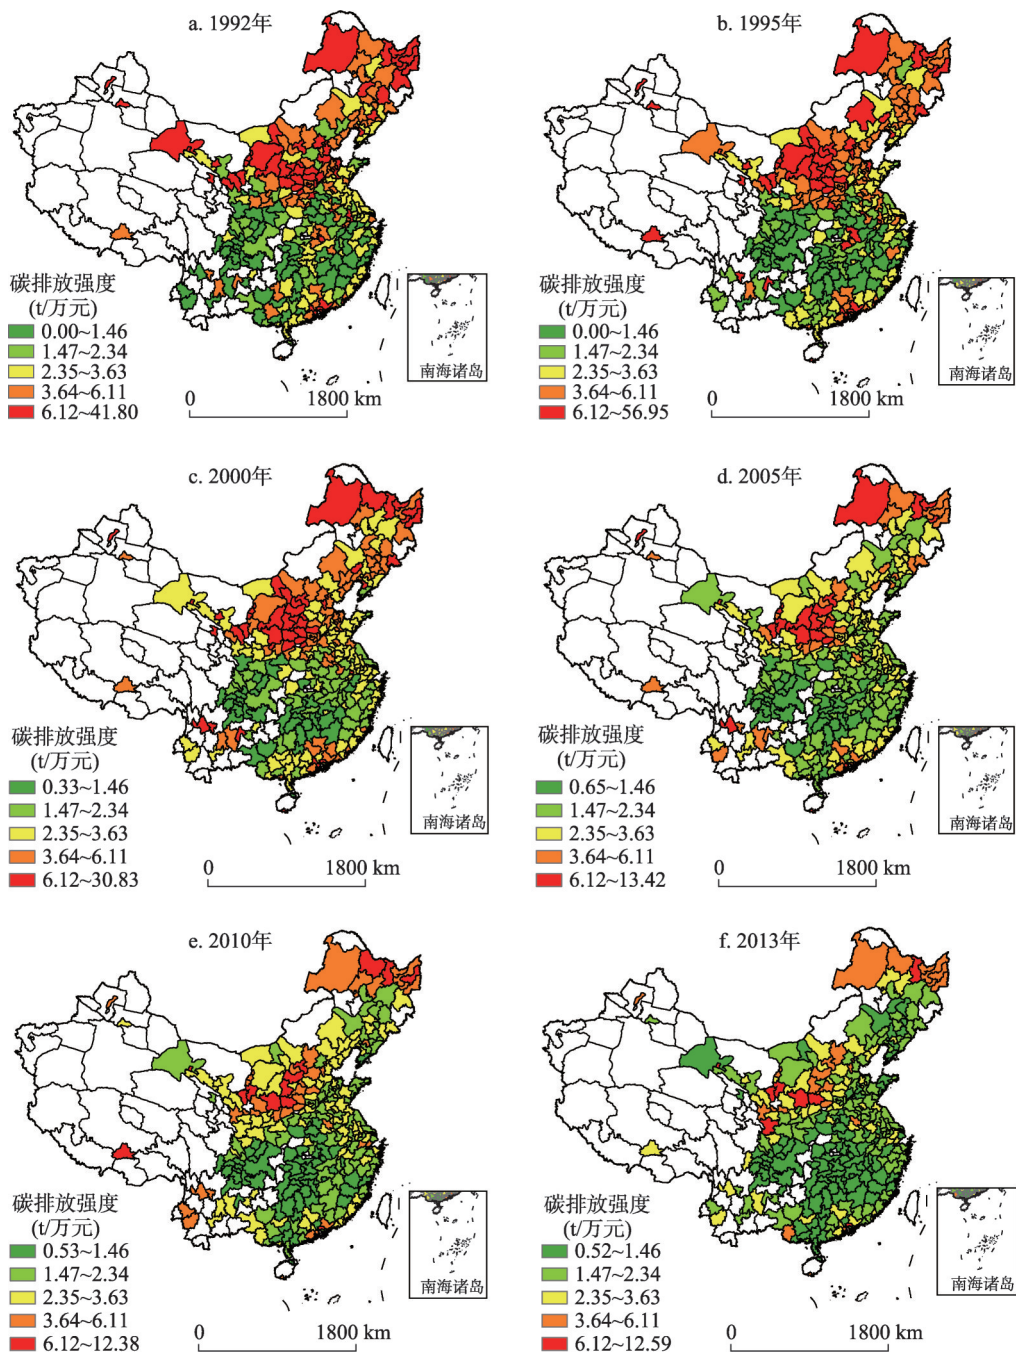 a. 1992年
碳排放强度
(t/万元)
0.00~1.46
1.47~2.34
2.35~3.63
3.64~6.11
6.12~41.80
0 1800 km
南海诸岛
b. 1995年
碳排放强度
(t/万元)
0.00~1.46
1.47~2.34
2.35~3.63
3.64~6.11
6.12~56.95
0 1800 km
南海诸岛
c. 2000年
碳排放强度
(t/万元)
0.33~1.46
1.47~2.34
2.35~3.63
3.64~6.11
6.12~30.83
0 1800 km
南海诸岛
d. 2005年
碳排放强度
(t/万元)
0.65~1.46
1.47~2.34
2.35~3.63
3.64~6.11
6.12~13.42
0 1800 km
南海诸岛
e. 2010年
碳排放强度
(t/万元)
0.53~1.46
1.47~2.34
2.35~3.63
3.64~6.11
6.12~12.38
0 1800 km
南海诸岛
f. 2013年
碳排放强度
(t/万元)
0.52~1.46
1.47~2.34
2.35~3.63
3.64~6.11
6.12~12.59
0 1800 km
南海诸岛